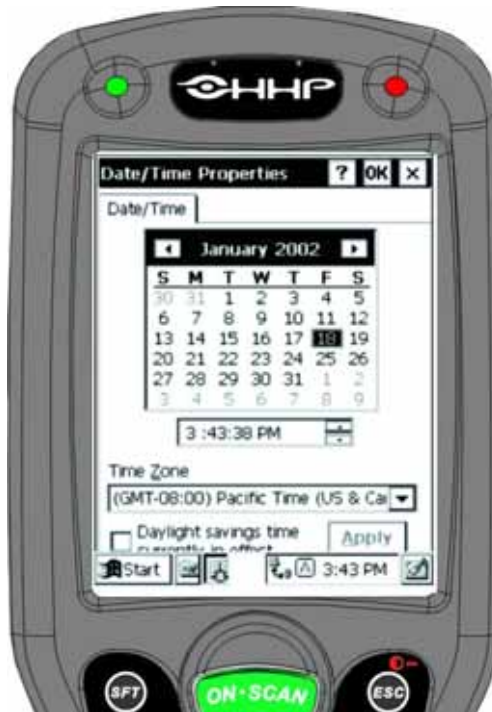 HHP
Date/Time Properties ? OK ×
Date/Time
January 2002
S M T W T F S
30 31 1 2 3 4 5
6 7 8 9 10 11 12
13 14 15 16 17 18 19
20 21 22 23 24 25 26
27 28 29 30 31 1 2
3 4 5 6 7 8 9
3 :43:38 PM
Time Zone
(GMT-08:00) Pacific Time (US & Ca
Daylight savings time Apply
currently in effect
Start 3:43 PM
SFT ON·SCAN ESC